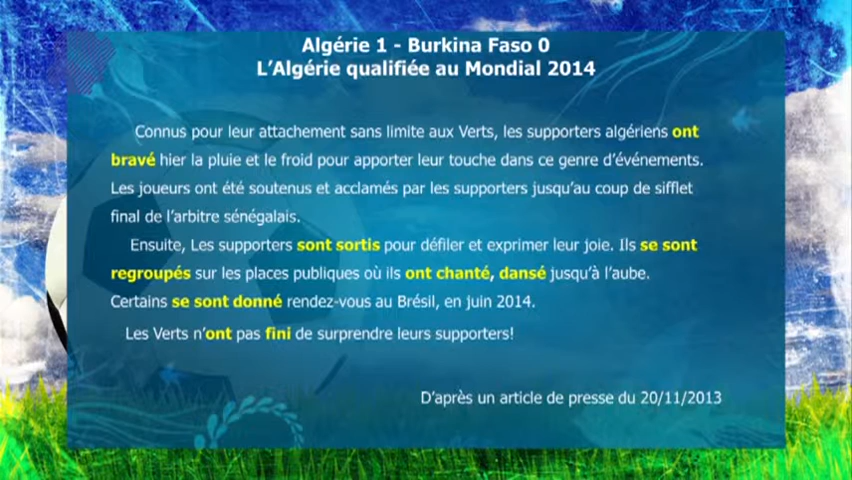 Algérie 1 - Burkina Faso 0
L'Algérie qualifiée au Mondial 2014
Connus pour leur attachement sans limite aux Verts, les supporters algériens ont
bravé hier la pluie et le froid pour apporter leur touche dans ce genre d'événements.
Les joueurs ont été soutenus et acclamés par les supporters jusqu'au coup de sifflet
final de l'arbitre sénégalais.
Ensuite, Les supporters sont sortis pour défiler et exprimer leur joie. Ils se sont
regroupés sur les places publiques où ils ont chanté, dansé jusqu'à l'aube.
Certains se sont donné rendez-vous au Brésil, en juin 2014.
Les Verts n'ont pas fini de surprendre leurs supporters!
D'après un article de presse du 20/11/2013